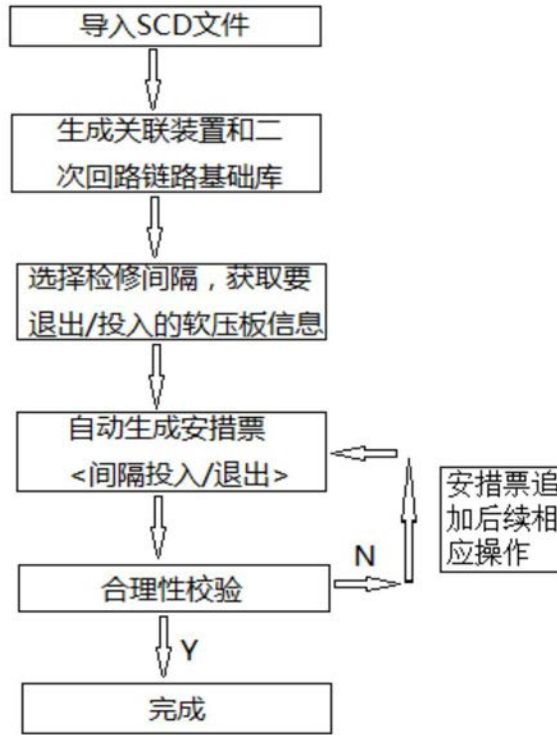 导入SCD文件
生成关联装置和二
次回路链路基础库
选择检修间隔，获取要
退出/投入的软压板信息
自动生成安措票
<间隔投入/退出>
安措票追
加后续相
应操作
N
合理性校验
Y
完成